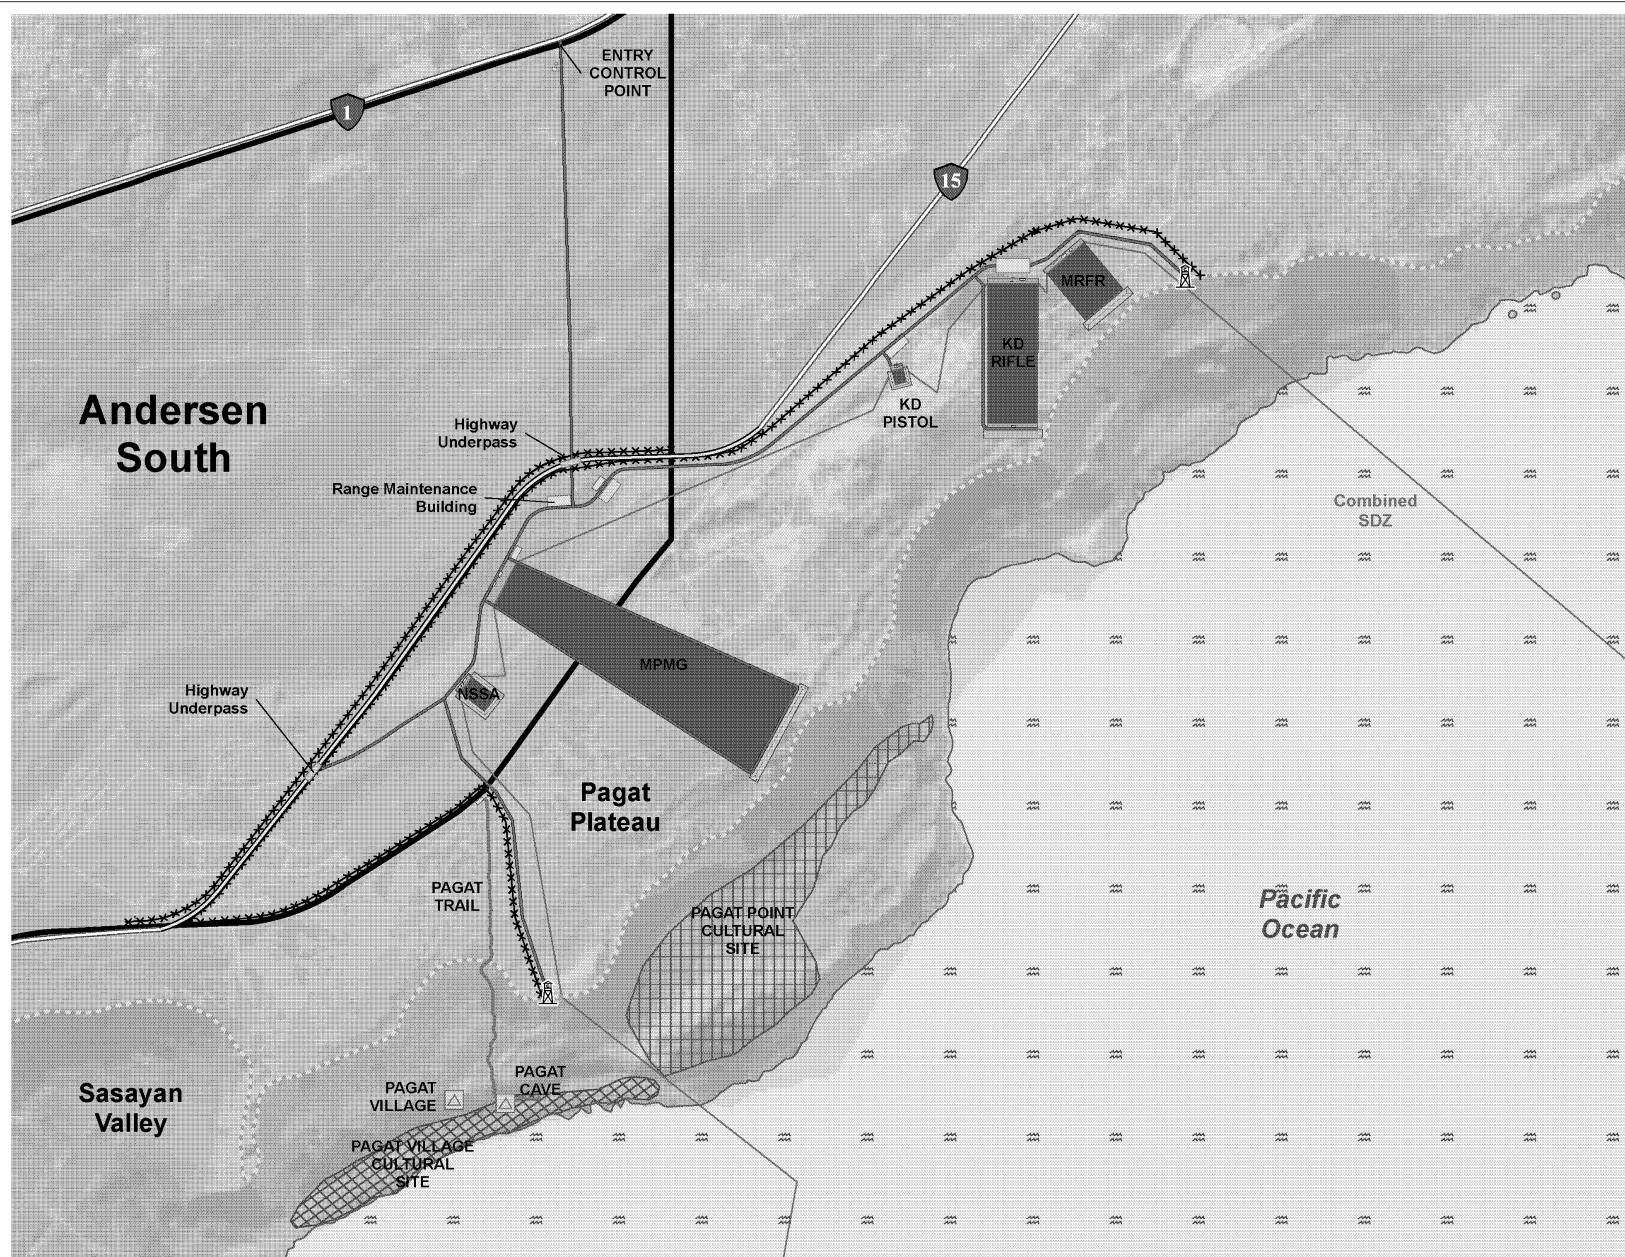 ENTRY
CONTROL
POINT
1
15
MRFR
KD
RIFLE
KD
PISTOL
Andersen
South
Highway
Underpass
Range Maintenance
Building
Combined
SDZ
MPMG
NSSA
Highway
Underpass
Pagat
Plateau
PAGAT
TRAIL
PAGAT POINT
CULTURAL
SITE
Pacific
Ocean
Sasayan
Valley
PAGAT
VILLAGE
PAGAT
CAVE
PAGAT VILLAGE
CULTURAL
SITE